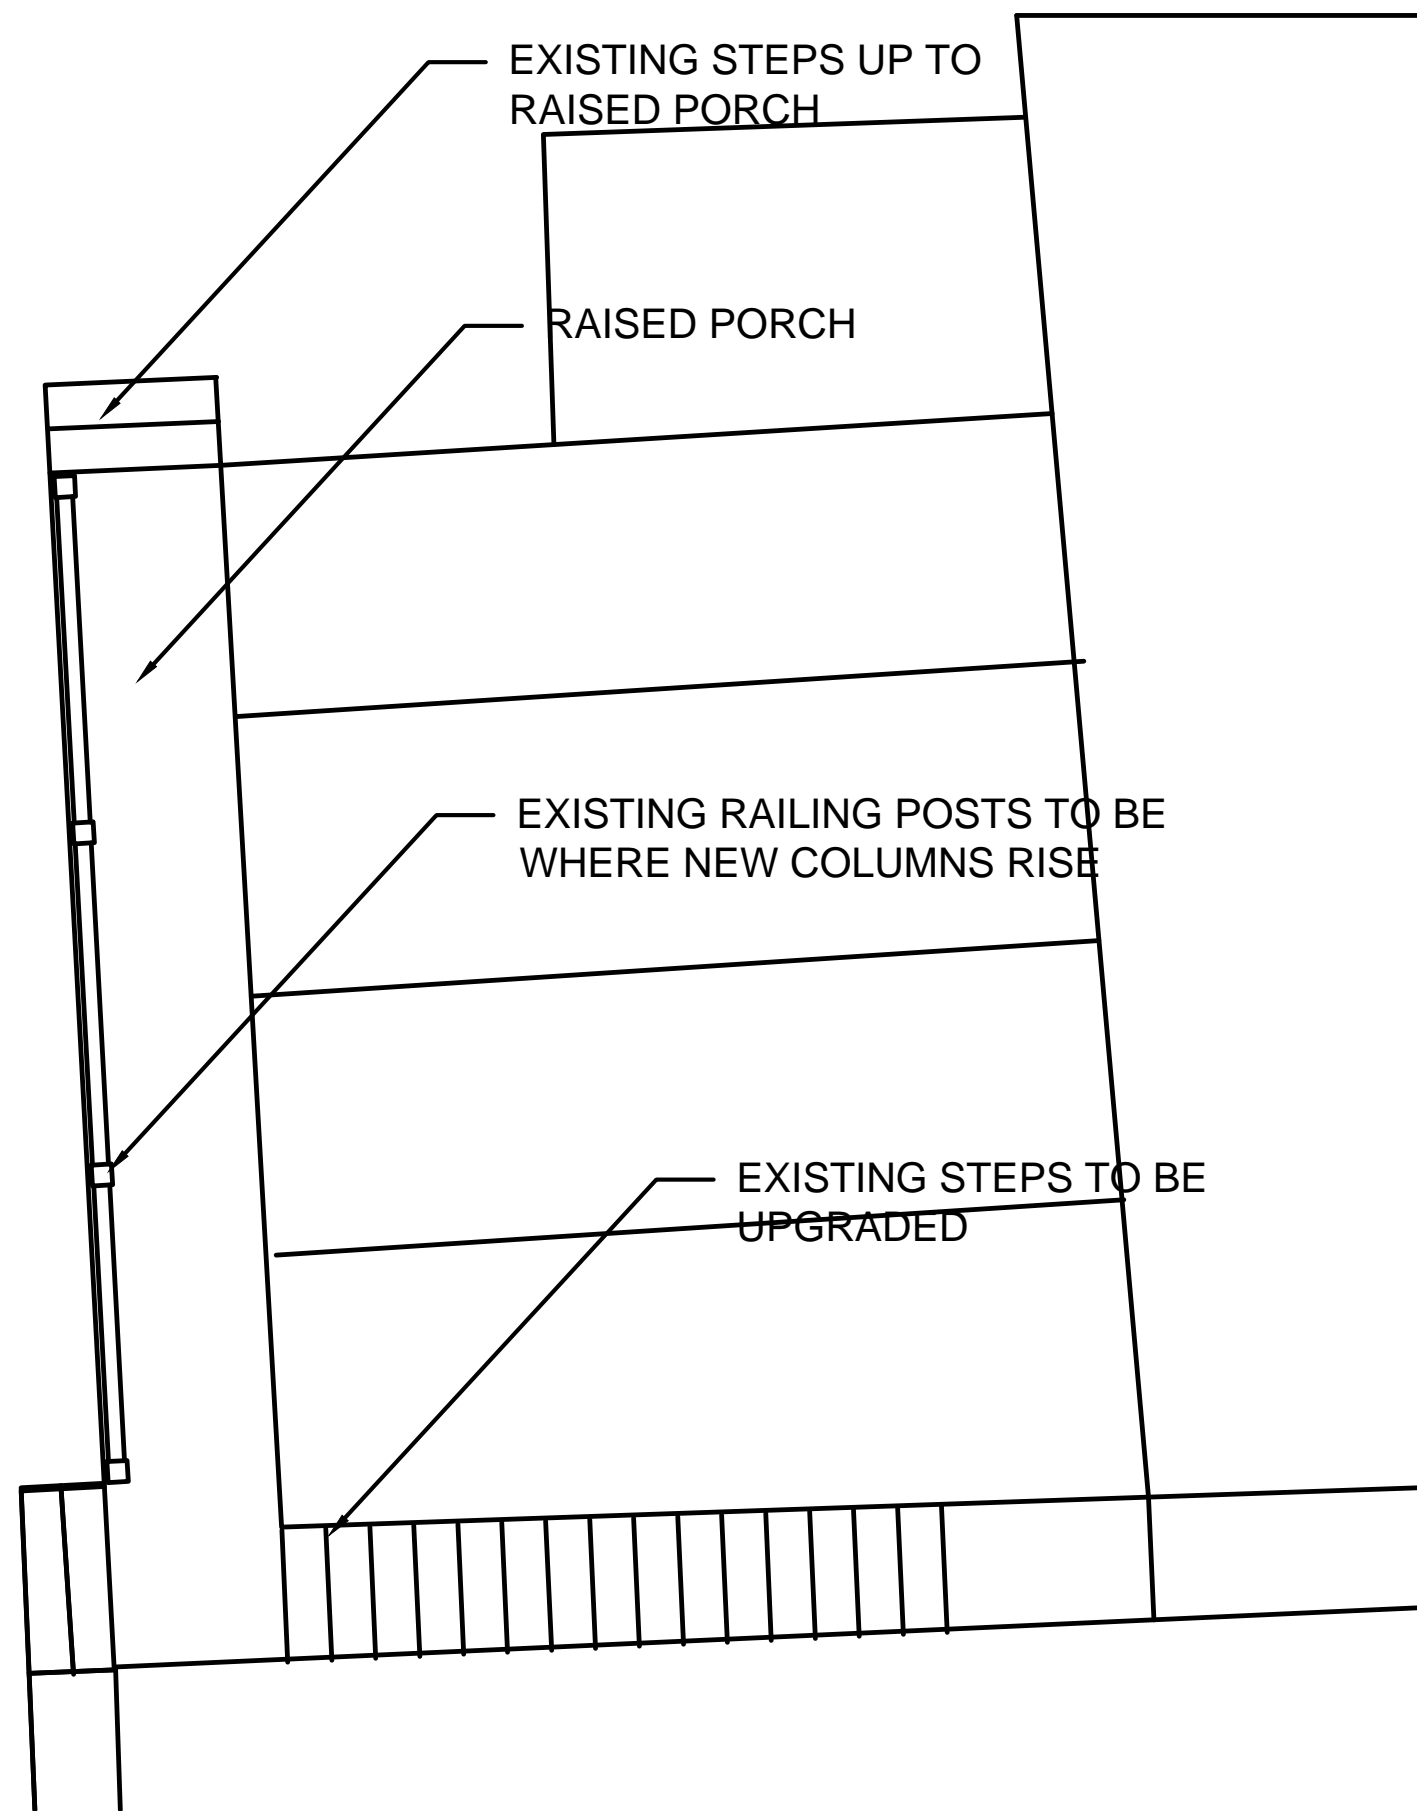 EXISTING STEPS UP TO
RAISED PORCH
RAISED PORCH
EXISTING RAILING POSTS TO BE
WHERE NEW COLUMNS RISE
EXISTING STEPS TO BE
UPGRADED